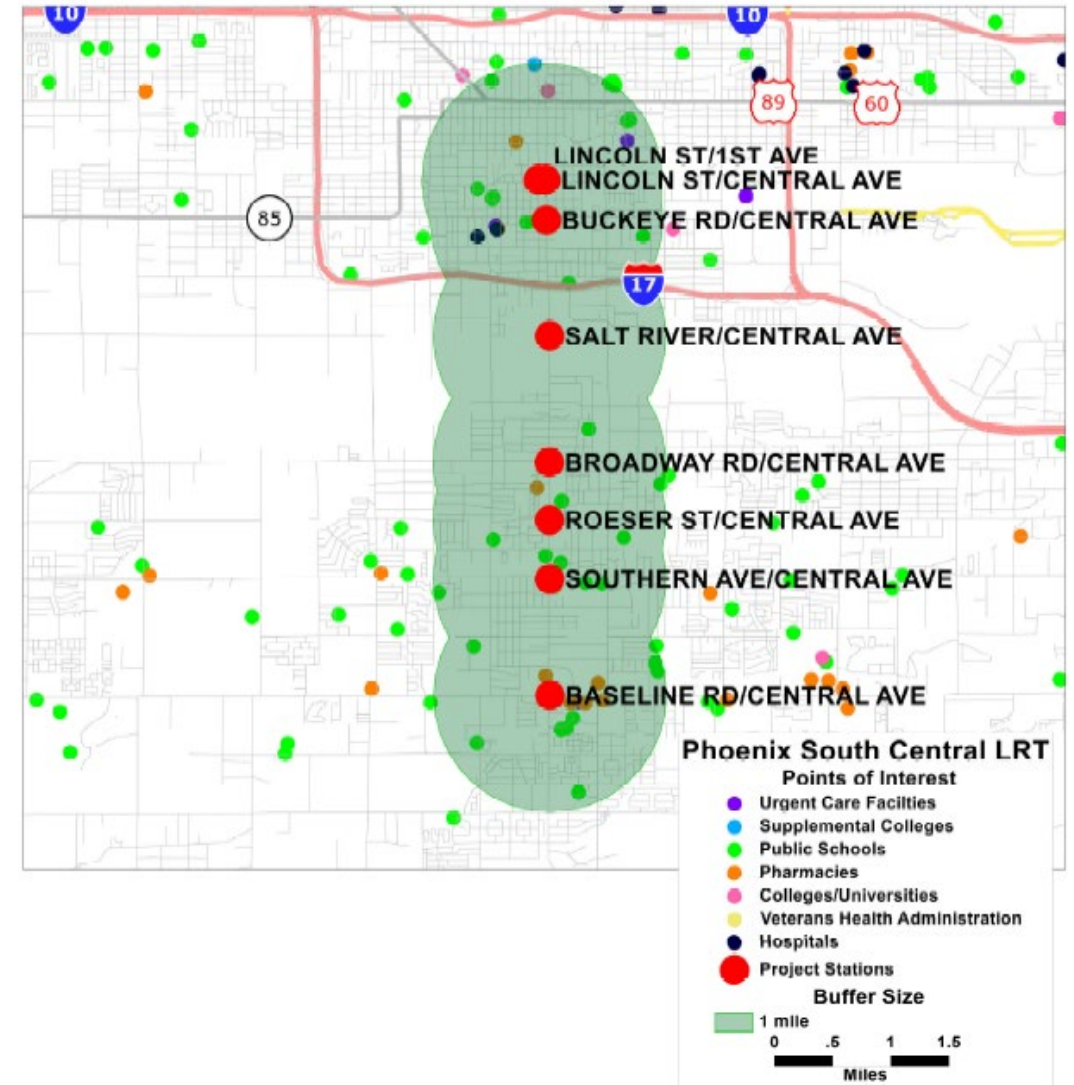 10
10
89
60
LINCOLN ST/1ST AVE
LINCOLN ST/CENTRAL AVE
85
BUCKEYE RD/CENTRAL AVE
17
SALT RIVER/CENTRAL AVE
BROADWAY RD/CENTRAL AVE
ROESER ST/CENTRAL AVE
SOUTHERN AVE/CENTRAL AVE
BASELINE RD/CENTRAL AVE
Phoenix South Central LRT
Points of Interest
Urgent Care Facilties
Supplemental Colleges
Public Schools
Pharmacies
Colleges/Universities
Veterans Health Administration
Hospitals
Project Stations
Buffer Size
1 mile
0 .5 1 1.5
Miles